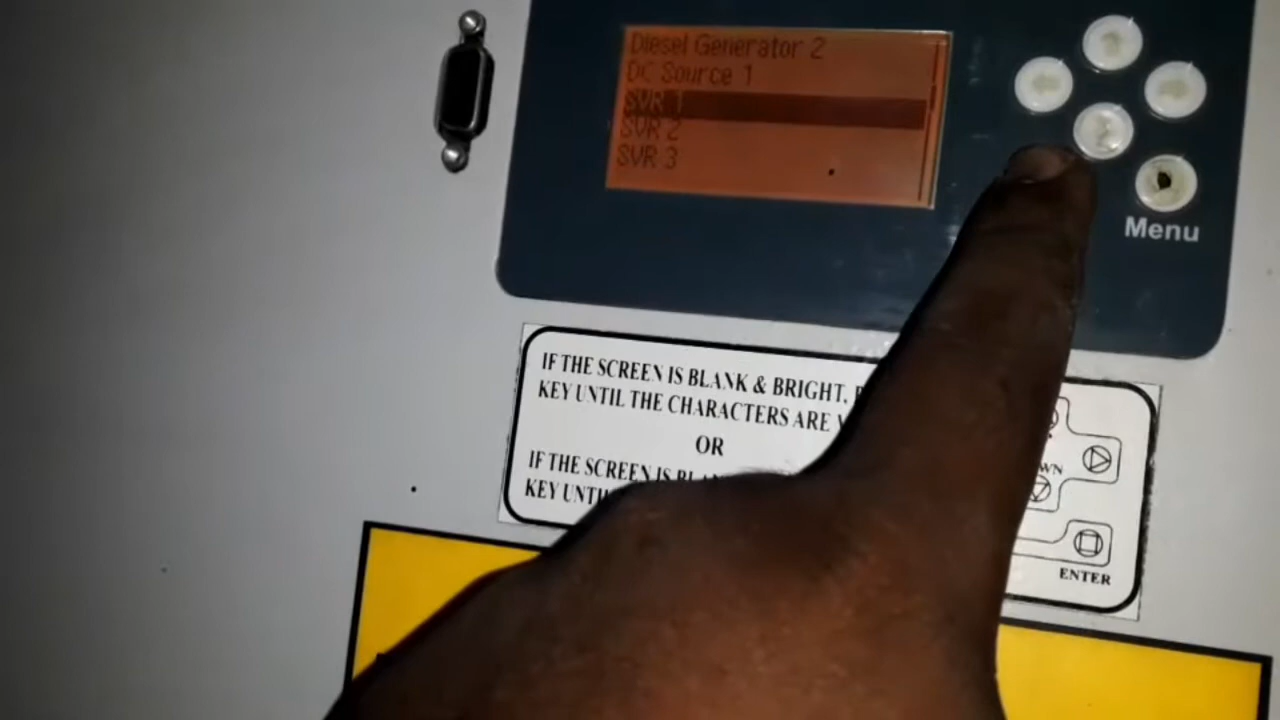 Diesel Generator 2
DC Source 1
SVR 1
SVR 2
SVR 3
Menu
IF THE SCREEN IS BLANK & BRIGHT,
KEY UNTIL THE CHARACTERS ARE
OR
IF THE SCREEN IS
KEY
ENTER